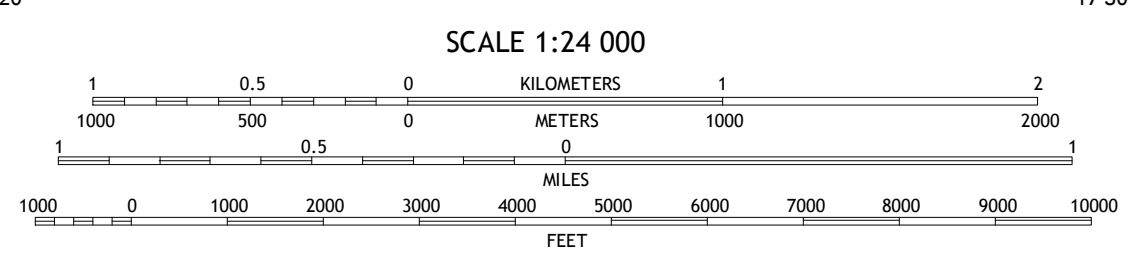 SCALE 1:24 000
1 0.5 0 KILOMETERS 1 2
1000 500 0 METERS 1000 2000
1 0.5 0 1
MILES
1000 0 1000 2000 3000 4000 5000 6000 7000 8000 9000 10000
FEET